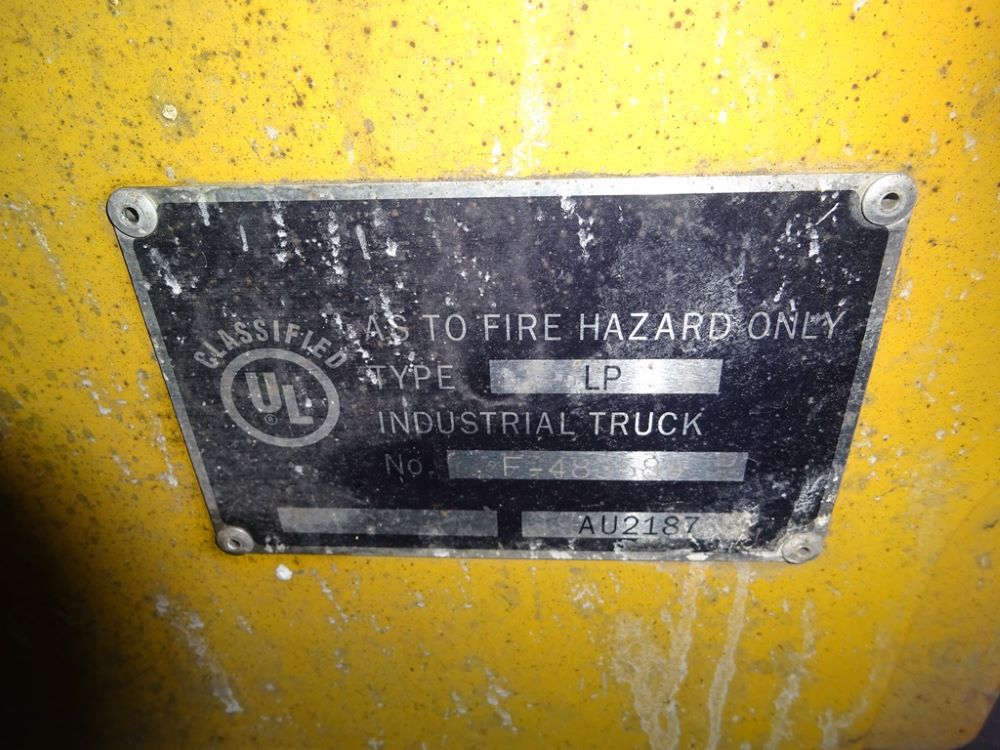 CLASSIFIED
UL®
AS TO FIRE HAZARD ONLY
TYPE LP
INDUSTRIAL TRUCK
No.
AU2187